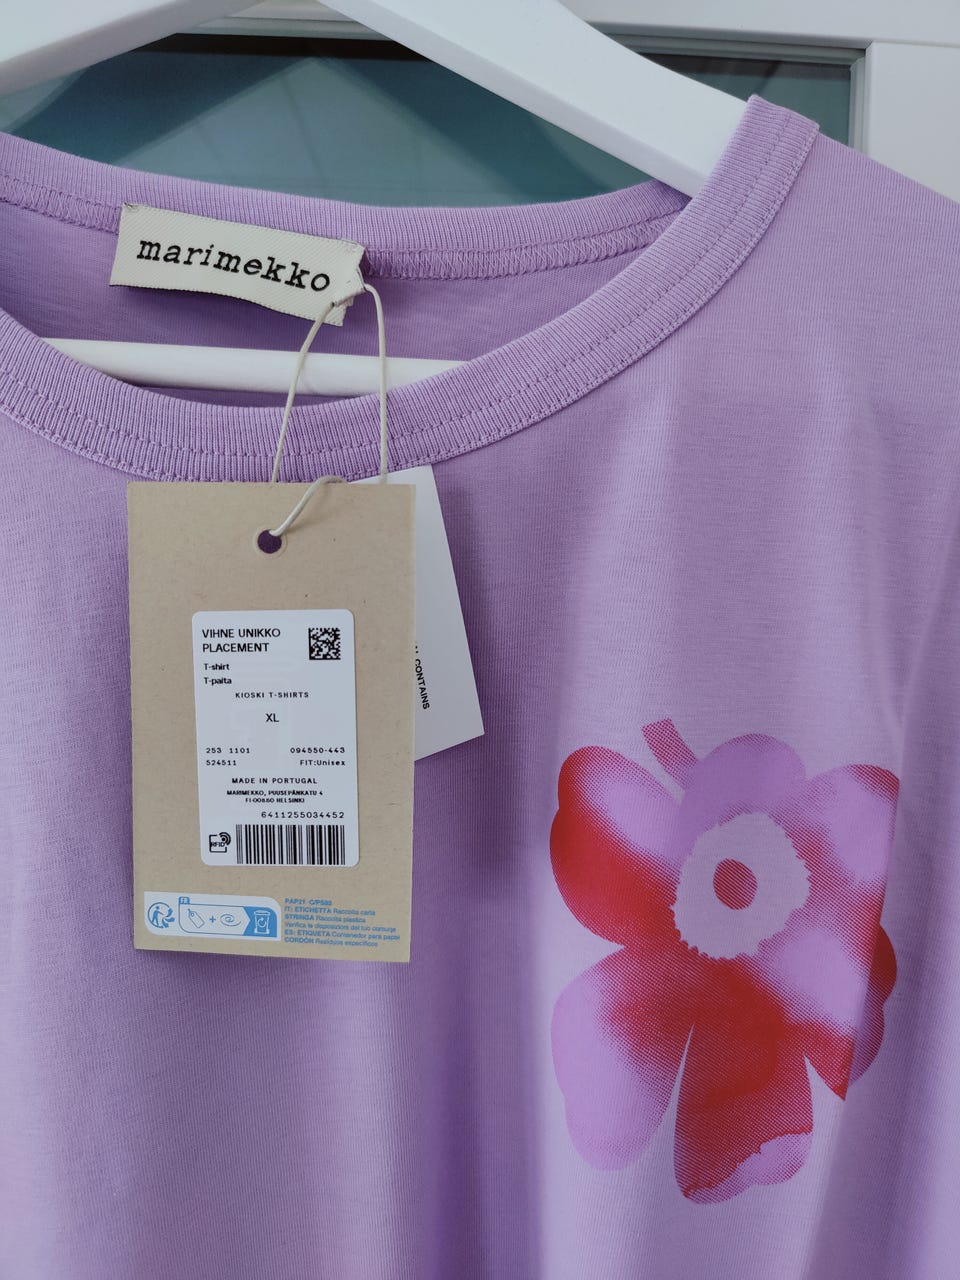 marimekko
VIHNE UNIKKO
PLACEMENT
T-shirt
T-paita
KIOSKI T-SHIRTS
XL
253 1101 094550-443
524511 FIT:Unisex
MADE IN PORTUGAL
MARIMEKKO, PUUSEPÄNKATU 4
FI-00880 HELSINKI
6411255034452
RFID
CONTAINS
FR
PAP21 C/PS90
IT: ETICHETTA Raccolta carta
STRINGA Raccolta plastica
Verifica le disposizioni del tuo comune
ES: ETIQUETA Contenedor para papel
CORDÓN Residuos específicos